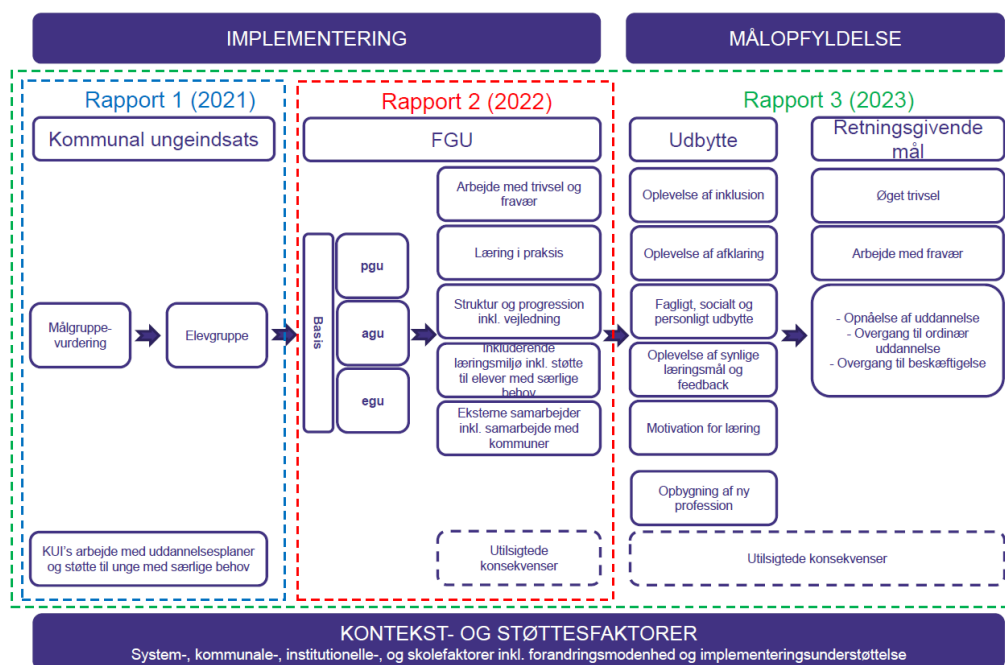 IMPLEMENTERING
MÅLOPFYLDELSE
Rapport 1 (2021)
Rapport 2 (2022)
Rapport 3 (2023)
Kommunal ungeindsats
FGU
Udbytte
Retningsgivende
mål
Målgruppe-
vurdering
Elevgruppe
KUI's arbejde med uddannelsesplaner
og støtte til unge med særlige behov
Basis
pgu
agu
egu
Arbejde med trivsel og
fravær
Læring i praksis
Struktur og progression
inkl. vejledning
Inkluderende
læringsmiljø inkl. støtte
til elever med særlige
behov
Eksterne samarbejder
inkl. samarbejde med
kommuner
Utilsigtede
konsekvenser
Oplevelse af inklusion
Oplevelse af afklaring
Fagligt, socialt og
personligt udbytte
Oplevelse af synlige
læringsmål og
feedback
Motivation for læring
Opbygning af ny
profession
Øget trivsel
Arbejde med fravær
- Opnåelse af uddannelse
- Overgang til ordinær
uddannelse
- Overgang til beskæftigelse
Utilsigtede konsekvenser
KONTEKST- OG STØTTESFAKTORER
System-, kommunale-, institutionelle-, og skolefaktorer inkl. forandringsmodenhed og implementeringsunderstøttelse